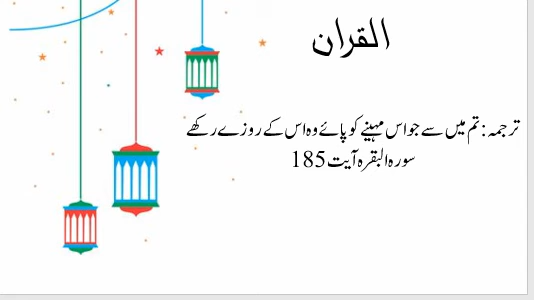 القران
ترجمہ: تم میں سے جو اس مہینے کو پائے وہ اس کے روزے رکھے
سورہ البقرہ آیت 185